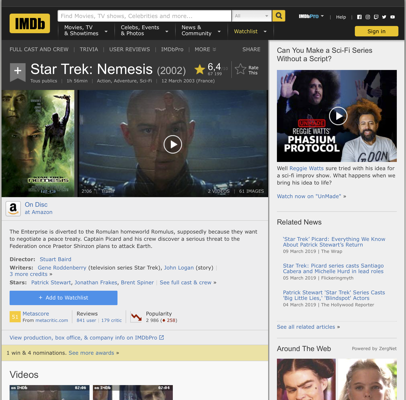 IMDb
Find Movies, TV shows, Celebrities and more...
All
IMDbPro
Help
Movies, TV & Showtimes
Celebs, Events & Photos
News & Community
Watchlist
Sign in
FULL CAST AND CREW | TRIVIA | USER REVIEWS | IMDbPro | MORE
SHARE
Star Trek: Nemesis (2002)
6,4
Rate This
Tous publics | 1h 56min | Action, Adventure, Sci-Fi | 12 March 2003 (France)
2:06
2 VIDEOS
61 IMAGES
On Disc
at Amazon
The Enterprise is diverted to the Romulan homeworld Romulus, supposedly because they
want to negotiate a peace treaty. Captain Picard and his crew discover a serious threat to the
Federation once Praetor Shinzon plans to attack Earth.
Director: Stuart Baird
Writers: Gene Roddenberry (television series Star Trek), John Logan (story) |
3 more credits »
Stars: Patrick Stewart, Jonathan Frakes, Brent Spiner | See full cast & crew »
+ Add to Watchlist
Metascore
From metacritic.com
Reviews
841 user | 179 critic
Popularity
2 986 (♦ 258)
View production, box office, & company info on IMDbPro
1 win & 4 nominations. See more awards »
Videos
Can You Make a Sci-Fi Series
Without a Script?
REGGIE WATTS'
PHASIUM
PROTOCOL
Well Reggie Watts sure tried with his idea for
a sci-fi improv show. What happens when
we bring his idea to life?
Watch now on "UnMade" »
Related News
'Star Trek' Picard: Everything We Know
About Patrick Stewart's Return
09 March 2019 | The Wrap
Star Trek: Picard series casts Santiago
Cabrera and Michelle Hurd in lead roles
05 March 2019 | Flickeringmyth
Patrick Stewart 'Star Trek' Series Casts
'Big Little Lies,' 'Blindspot' Actors
04 March 2019 | The Hollywood Reporter
See all related articles »
Around The Web
Powered by ZergNet